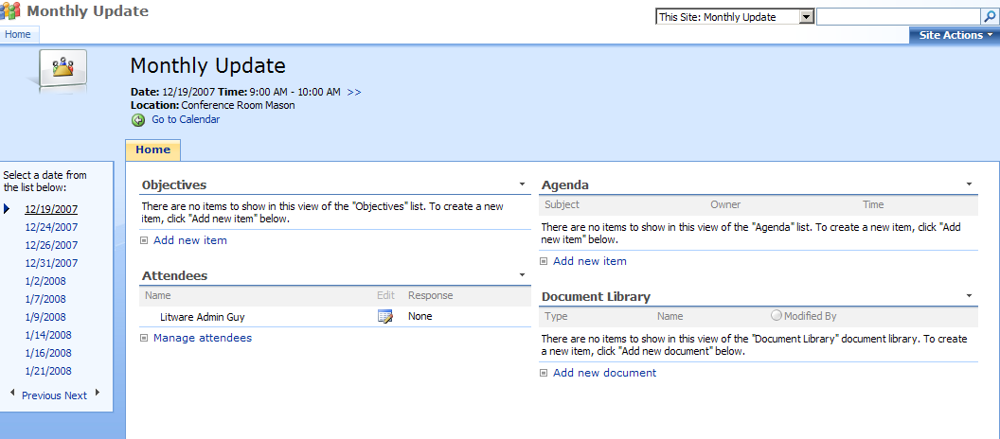 Monthly Update
This Site: Monthly Update
Home
Site Actions
Monthly Update
Date: 12/19/2007 Time: 9:00 AM - 10:00 AM >>
Location: Conference Room Mason
Go to Calendar
Home
Select a date from
the list below:
12/19/2007
12/24/2007
12/26/2007
12/31/2007
1/2/2008
1/7/2008
1/9/2008
1/14/2008
1/16/2008
1/21/2008
Previous Next
Objectives
There are no items to show in this view of the "Objectives" list. To create a new
item, click "Add new item" below.
Add new item
Attendees
Name Edit Response
Litware Admin Guy None
Manage attendees
Agenda
Subject Owner Time
There are no items to show in this view of the "Agenda" list. To create a new item, click "Add
new item" below.
Add new item
Document Library
Type Name Modified By
There are no items to show in this view of the "Document Library" document library. To create
a new item, click "Add new document" below.
Add new document